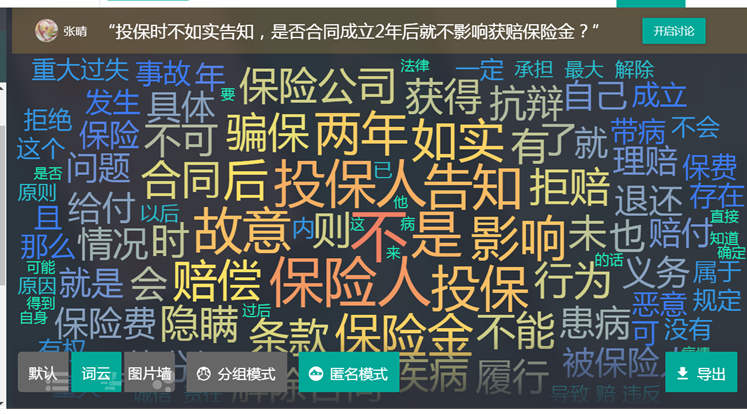 张晴 “投保时不如实告知，是否合同成立2年后就不影响获赔保险金？” 开启讨论
重大过失 事故 年 要 保险公司 法律 一定 承担 最大 解除
发生 具体 获得 抗辩 自己 成立
拒绝 保险 不可 骗保 两年 如实 有 了 就 带病 不会
这个 问题 合同后 投保人 已 告知 拒赔 理赔 保费
是否 原则 且 给付 以后 故意 内 则 这 不 他 病 是 影响 未 也 退还 存在 赔付 直接
那么 情况 时 来 的话 义务 知道 确定
可能 原因 就是 会 赔偿 保险人 投保 行为 属于
得到 自身 保险费 隐瞒 过后 条款 保险金 不能 患病 恶意 规定 可 没有
有权 被保险人 病情
默认 词云 图片墙 分组模式 匿名模式 导出
解除合同 疾病 履行 导致 赔 违反
诚信 责任